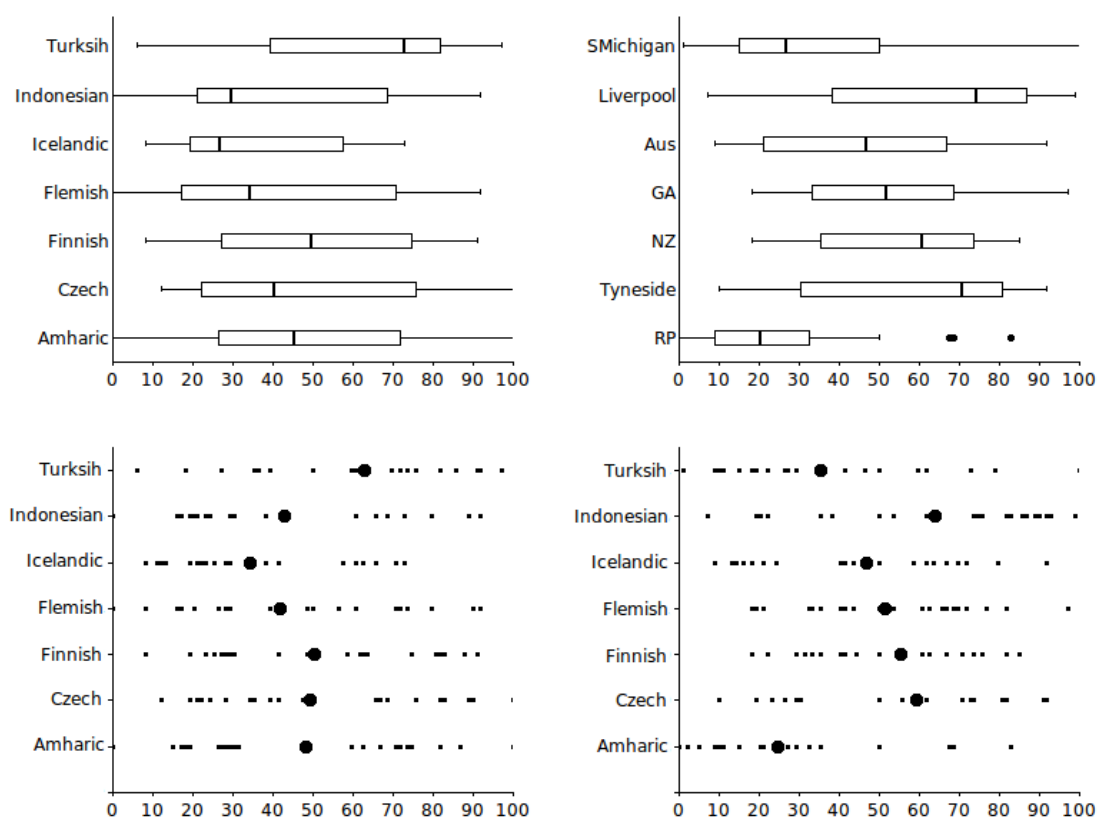 Turksih
Indonesian
Icelandic
Flemish
Finnish
Czech
Amharic
0 10 20 30 40 50 60 70 80 90 100
SMichigan
Liverpool
Aus
GA
NZ
Tyneside
RP
0 10 20 30 40 50 60 70 80 90 100
Turksih
Indonesian
Icelandic
Flemish
Finnish
Czech
Amharic
0 10 20 30 40 50 60 70 80 90 100
Turksih
Indonesian
Icelandic
Flemish
Finnish
Czech
Amharic
0 10 20 30 40 50 60 70 80 90 100